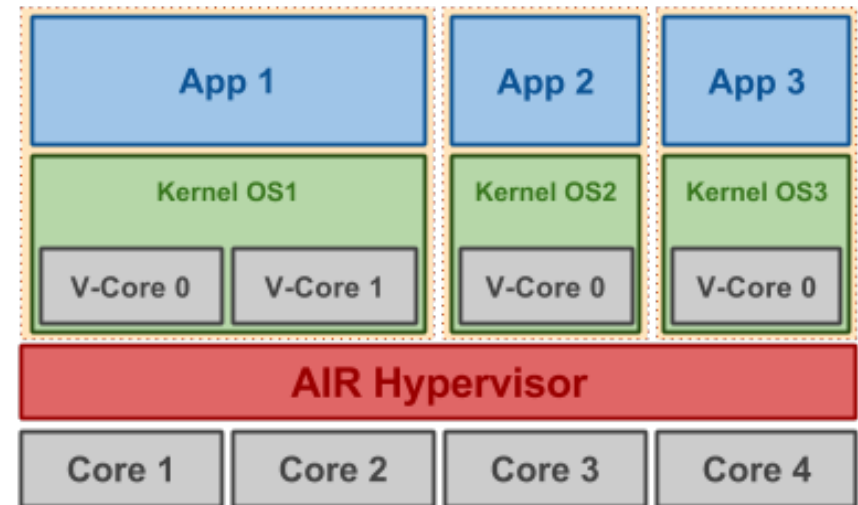 App 1
App 2
App 3
Kernel OS1
Kernel OS2
Kernel OS3
V-Core 0
V-Core 1
V-Core 0
V-Core 0
AIR Hypervisor
Core 1
Core 2
Core 3
Core 4